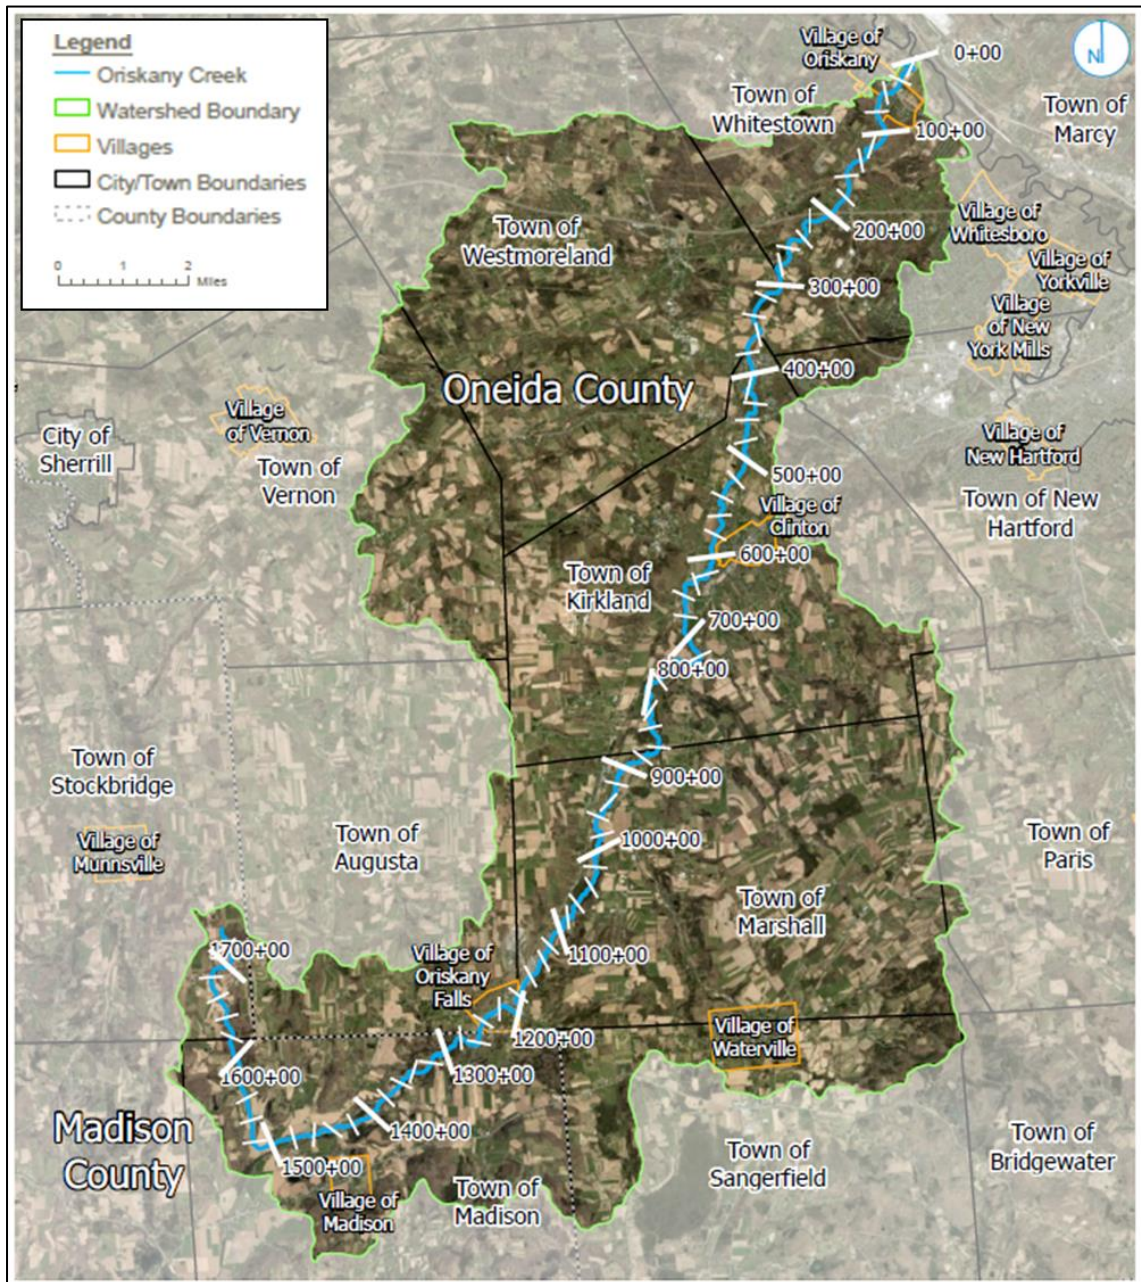 Legend
Oriskany Creek
Watershed Boundary
Villages
City/Town Boundaries
County Boundaries
0 1 2
Miles
N
Village of
Oriskany
0+00
Town of
Whitestown
Town of
Marcy
100+00
Village of
Whitesboro
200+00
Town of
Westmoreland
Village of
Yorkville
300+00
Village
of New
York Mills
400+00
Oneida County
Village
of Vernon
City of
Sherrill
Town of
Vernon
Village of
New Hartford
500+00
Town of New
Hartford
Village of
Clinton
600+00
Town of
Kirkland
700+00
800+00
Town of
Stockbridge
900+00
Village of
Munnsville
Town of
Augusta
1000+00
Town of
Paris
Town of
Marshall
1700+00
Village of
Oriskany
Falls
1100+00
Village of
Waterville
1200+00
1600+00
1300+00
Madison
County
1400+00
Town of
Bridgewater
1500+00
Village of
Madison
Town of
Madison
Town of
Sangerfield